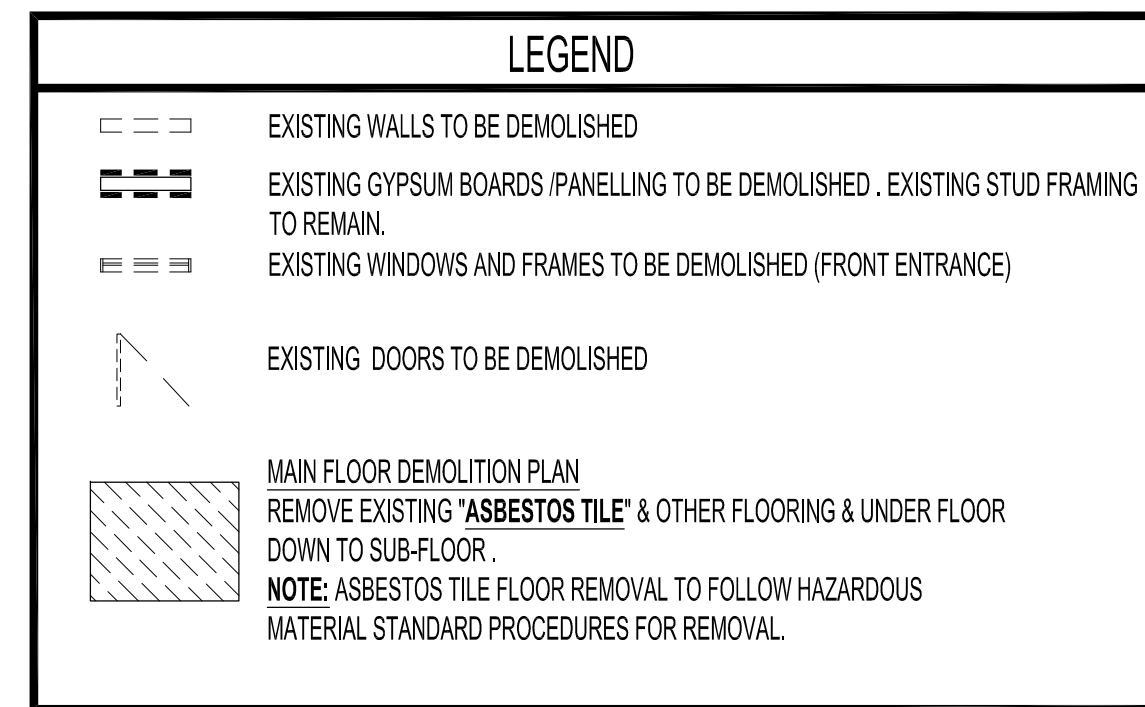 LEGEND
EXISTING WALLS TO BE DEMOLISHED
EXISTING GYPSUM BOARDS /PANELLING TO BE DEMOLISHED . EXISTING STUD FRAMING
TO REMAIN.
EXISTING WINDOWS AND FRAMES TO BE DEMOLISHED (FRONT ENTRANCE)
EXISTING DOORS TO BE DEMOLISHED
MAIN FLOOR DEMOLITION PLAN
REMOVE EXISTING "ASBESTOS TILE" & OTHER FLOORING & UNDER FLOOR
DOWN TO SUB-FLOOR .
NOTE: ASBESTOS TILE FLOOR REMOVAL TO FOLLOW HAZARDOUS
MATERIAL STANDARD PROCEDURES FOR REMOVAL.